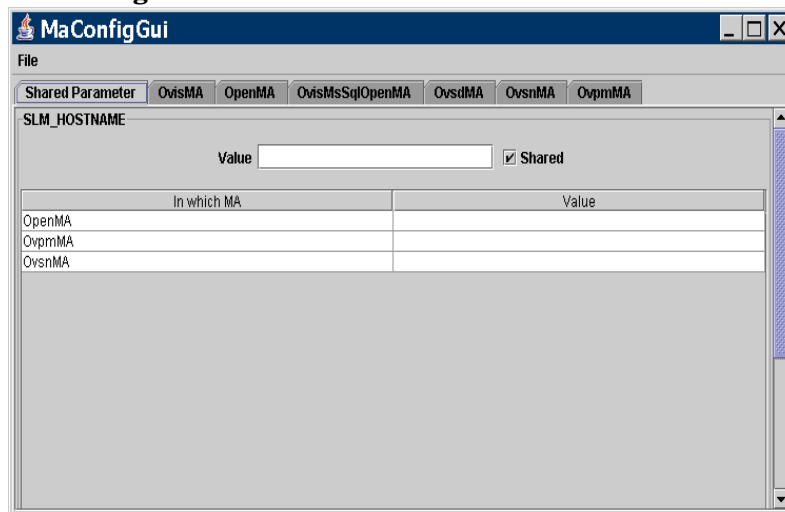 MaConfigGui
File
Shared Parameter OvisMA OpenMA OvisMsSqlOpenMA OvsdMA OvsnMA OvpmMA
SLM_HOSTNAME
Value Shared
In which MA Value
OpenMA
OvpmMA
OvsnMA